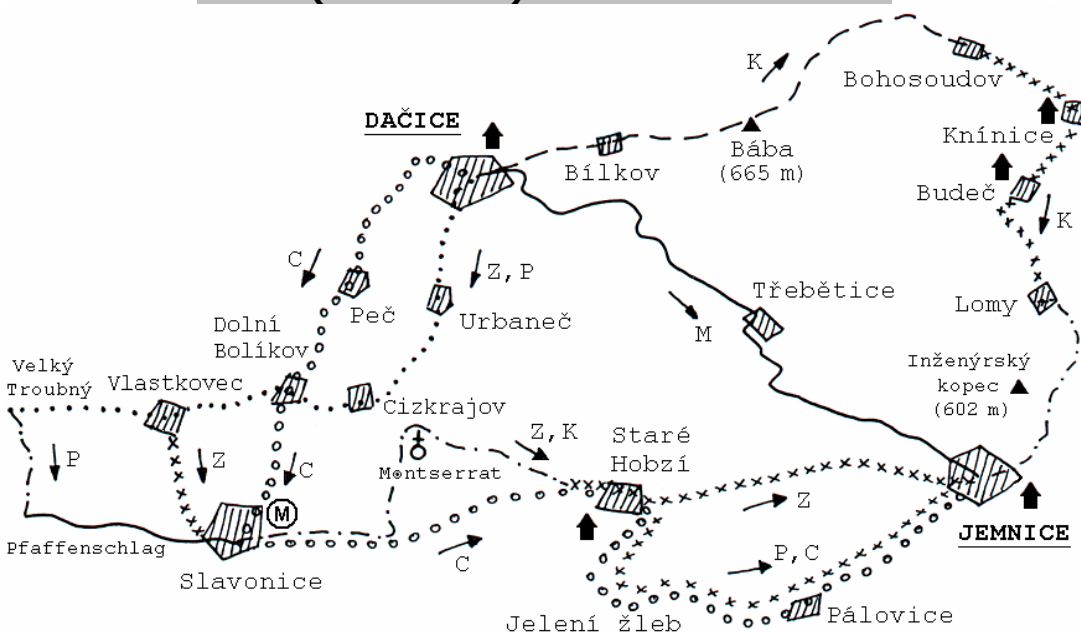 K
Bohosoudov
DAČICE
Knínice
Bílkov
Bába
(665 m)
Budeč
K
C
Z, P
Třebětice
Lomy
Peč
Urbaneč
M
Dolní
Bolíkov
Velký
Troubný
Vlastkovec
Inženýrský
kopec
(602 m)
Cizkrajov
Z, K
Staré
Hobzí
P
Z
C
Montserrat
M
Z
JEMNICE
Pfaffenschlag
C
P, C
Slavonice
Jelení žleb
Pálovice